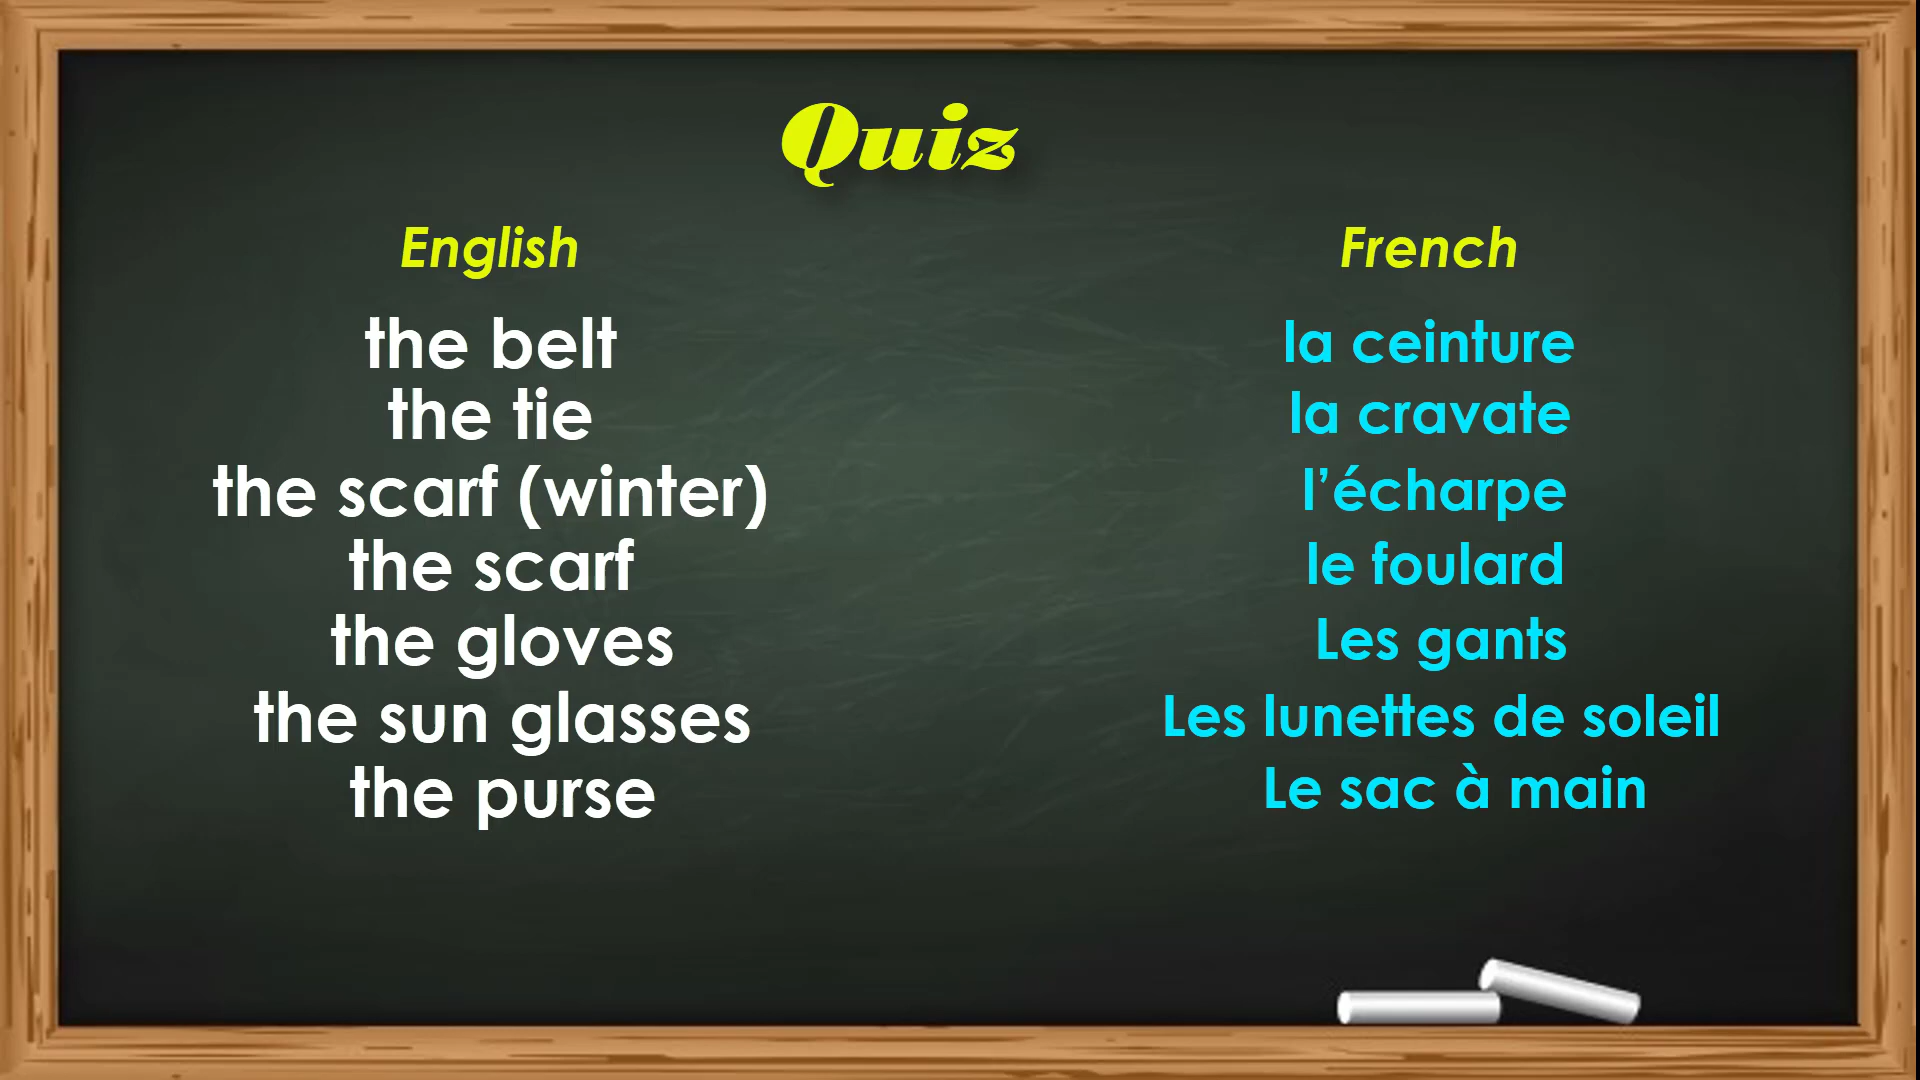 Quiz
English
French
the belt
la ceinture
the tie
la cravate
the scarf (winter)
l’écharpe
the scarf
le foulard
the gloves
Les gants
the sun glasses
Les lunettes de soleil
the purse
Le sac à main